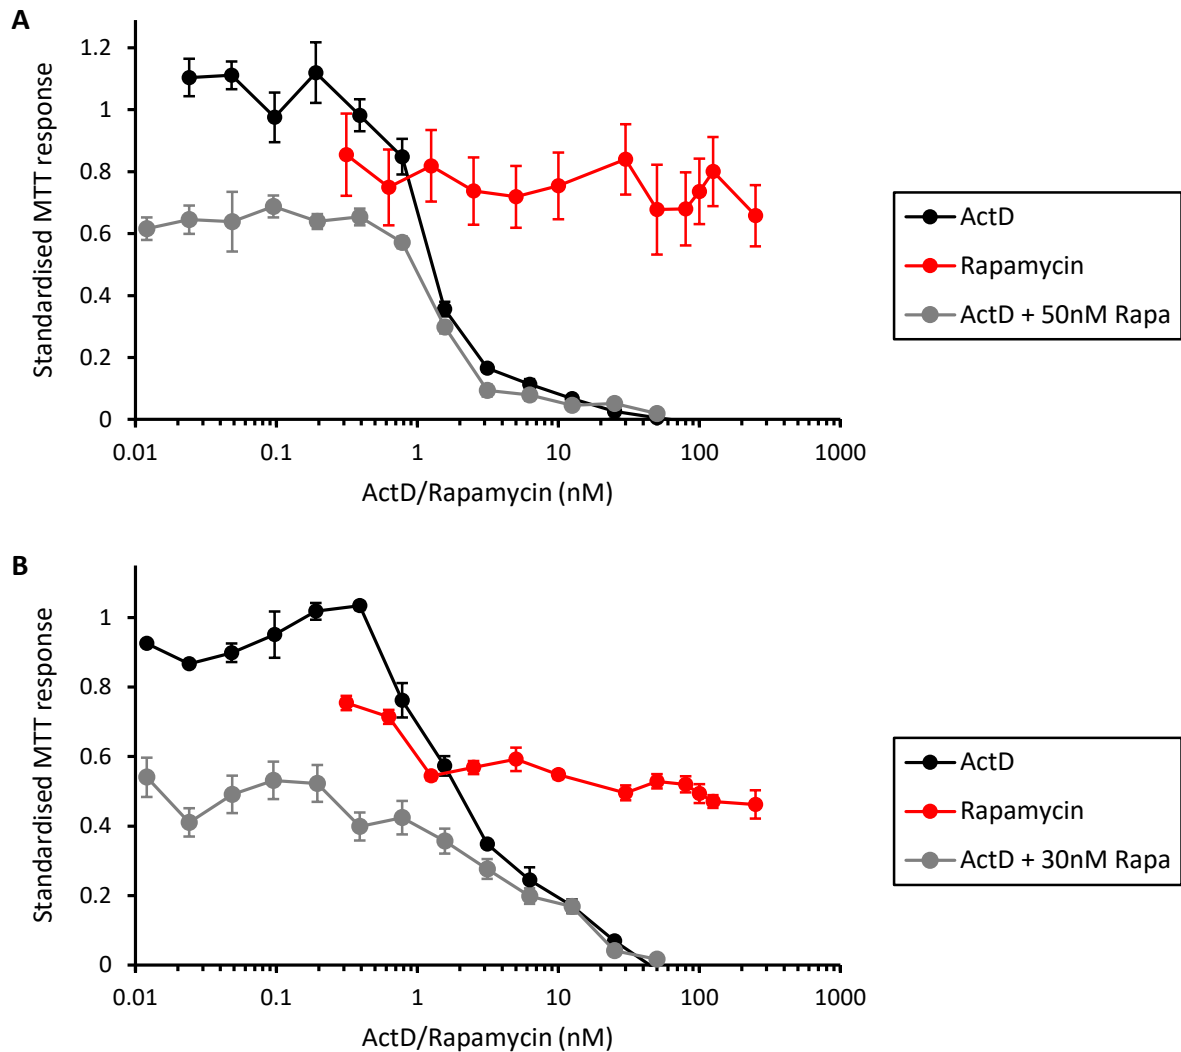 A
Standardised MTT response
1.2
1
0.8
0.6
0.4
0.2
0
0.01
0.1
1
10
100
1000
ActD/Rapamycin (nM)
ActD
Rapamycin
ActD + 50nM Rapa
B
Standardised MTT response
1
0.8
0.6
0.4
0.2
0
0.01
0.1
1
10
100
1000
ActD/Rapamycin (nM)
ActD
Rapamycin
ActD + 30nM Rapa